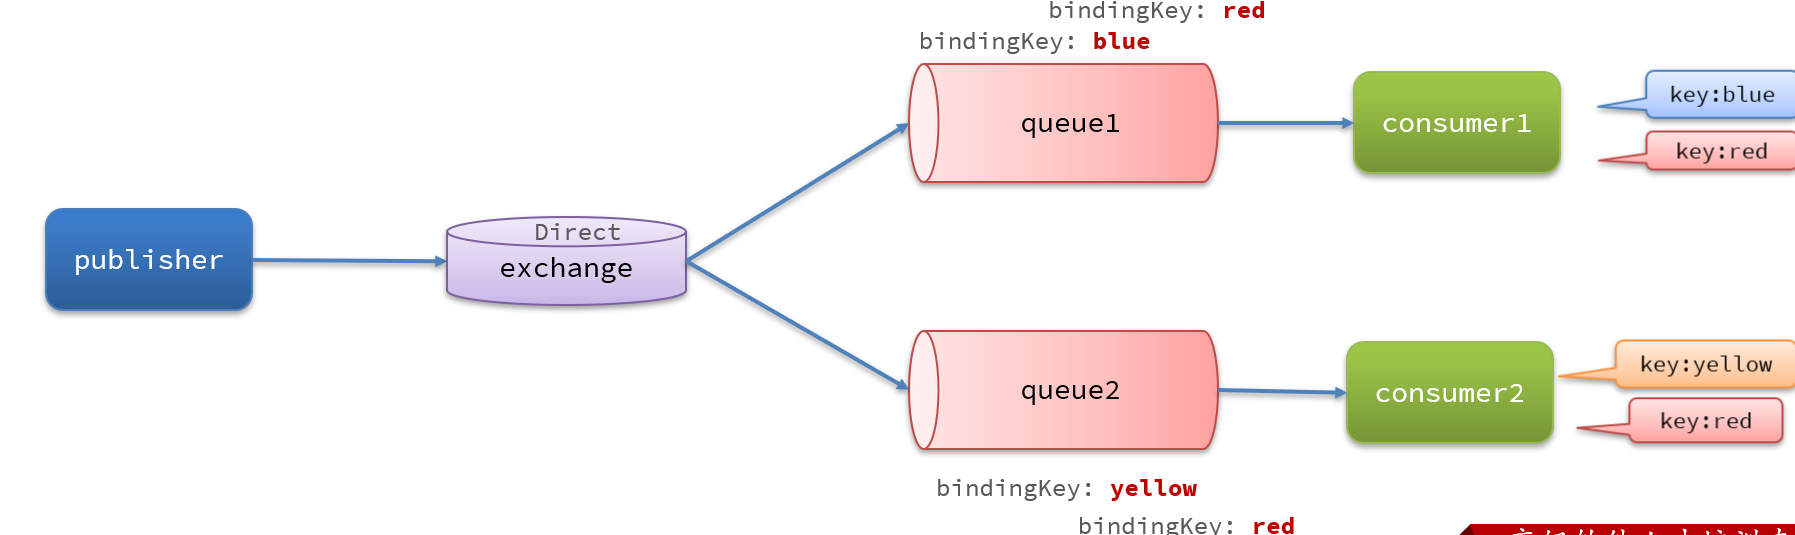 bindingKey: red
bindingKey: blue
queue1
consumer1
key:blue
key:red
publisher
Direct
exchange
queue2
consumer2
key:yellow
key:red
bindingKey: yellow
bindingKey: red